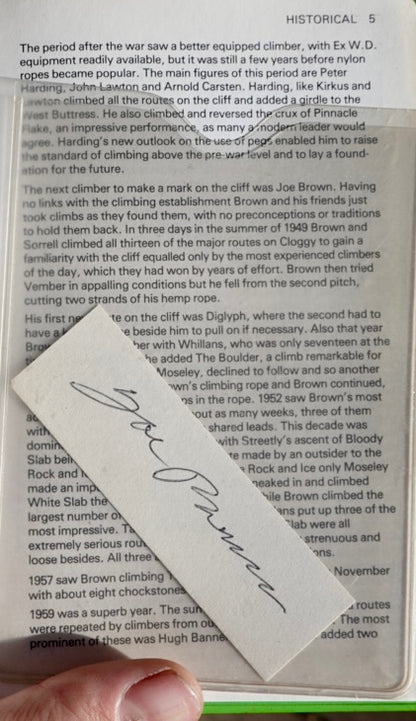 HISTORICAL 5
The period after the war saw a better equipped climber, with Ex W.D.
equipment readily available, but it was still a few years before nylon
ropes became popular. The main figures of this period are Peter
Harding, John Lawton and Arnold Carsten. Harding, like Kirkus and
Lawton climbed all the routes on the cliff and added a girdle to the
West Buttress. He also climbed and reversed the crux of Pinnacle
Flake, an impressive performance, as many a modern leader would
agree. Harding's new outlook on the use of pegs enabled him to raise
the standard of climbing above the pre-war level and to lay a found-
ation for the future.
The next climber to make a mark on the cliff was Joe Brown. Having
no links with the climbing establishment Brown and his friends just
took climbs as they found them, with no preconceptions or traditions
to hold them back. In three days in the summer of 1949 Brown and
Sorrell climbed all thirteen of the major routes on Cloggy to gain a
familiarity with the cliff equalled only by the most experienced climbers
of the day, which they had won by years of effort. Brown then tried
Vember in appalling conditions but he fell from the second pitch,
cutting two strands of his hemp rope.
His first on the cliff was Diglyph, where the second had to
have a beside him to pull on if necessary. Also that year
with Whillans, who was only seventeen at the
he added The Boulder, a climb remarkable for
Moseley, declined to follow and so another
climbing rope and Brown continued,
in the rope. 1952 saw Brown's most
as many weeks, three of them
with shared leads. This decade was
with Streetly's ascent of Bloody
Slab made by an outsider to the
Rock and Rock and Ice only Moseley
made an in and climbed
White Slab the Brown climbed the
largest number put up three of the
most impressive. were all
extremely serious strenuous and
loose besides. All three
1957 saw Brown climbing November
with about eight chockstones
1959 was a superb year. The routes
were repeated by climbers from The most
prominent of these was Hugh added two
Joe Brown